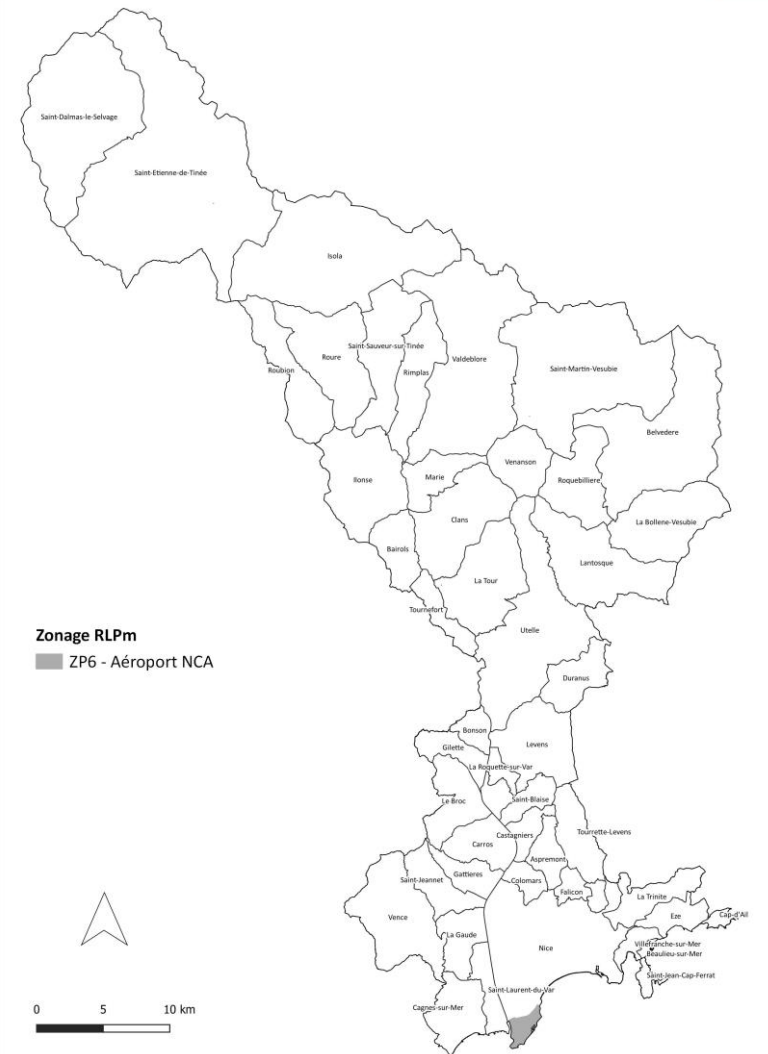 Saint-Dalmas-le-Selvage
Saint-Etienne-de-Tinée
Isola
Saint-Sauveur-sur-Tinée
Roure
Valdeblore
Roubion
Rimplas
Saint-Martin-Vesubie
Belvedere
Venanson
Ilonse
Marie
Roquebilliere
Clans
La Bollene-Vesubie
Bairols
Lantosque
La Tour
Tournefort
Utelle
Zonage RLPm
ZP6 - Aéroport NCA
Duranus
Bonson
Levens
Gilette
La Roquette-sur-Var
Le Broc
Saint-Blaise
Castagniers
Tourrette-Levens
Carros
Aspremont
Gattieres
Saint-Jeannet
Colomars
Falicon
La Trinite
Vence
Eze
Cap-d'Ail
La Gaude
Nice
Villefranche-sur-Mer
Beaulieu-sur-Mer
Saint-Jean-Cap-Ferrat
Saint-Laurent-du-Var
Cagnes-sur-Mer
0 5 10 km